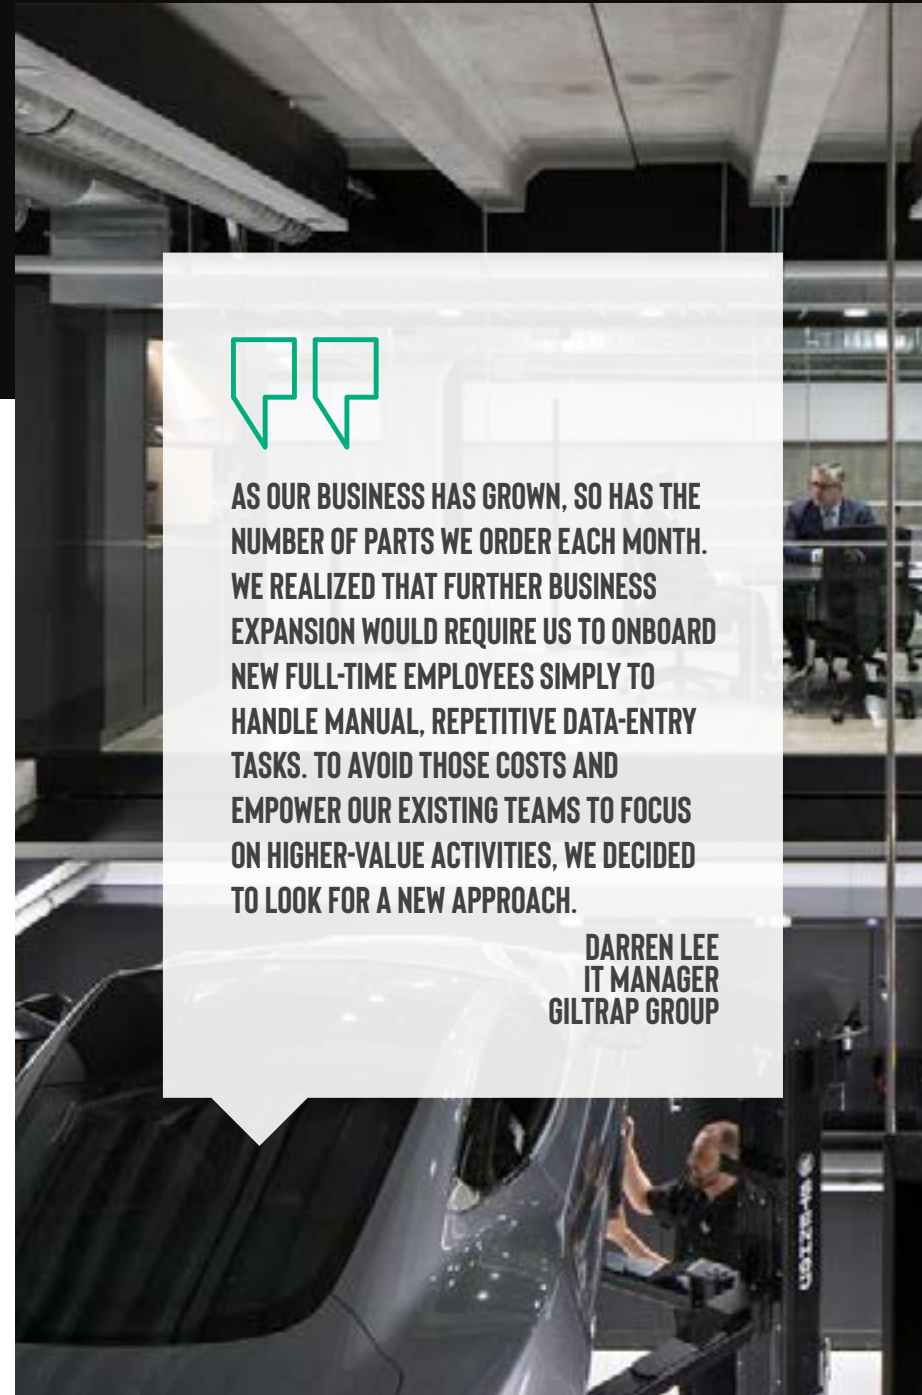 AS OUR BUSINESS HAS GROWN, SO HAS THE
NUMBER OF PARTS WE ORDER EACH MONTH.
WE REALIZED THAT FURTHER BUSINESS
EXPANSION WOULD REQUIRE US TO ONBOARD
NEW FULL-TIME EMPLOYEES SIMPLY TO
HANDLE MANUAL, REPETITIVE DATA-ENTRY
TASKS. TO AVOID THOSE COSTS AND
EMPOWER OUR EXISTING TEAMS TO FOCUS
ON HIGHER-VALUE ACTIVITIES, WE DECIDED
TO LOOK FOR A NEW APPROACH.
DARREN LEE
IT MANAGER
GILTRAP GROUP